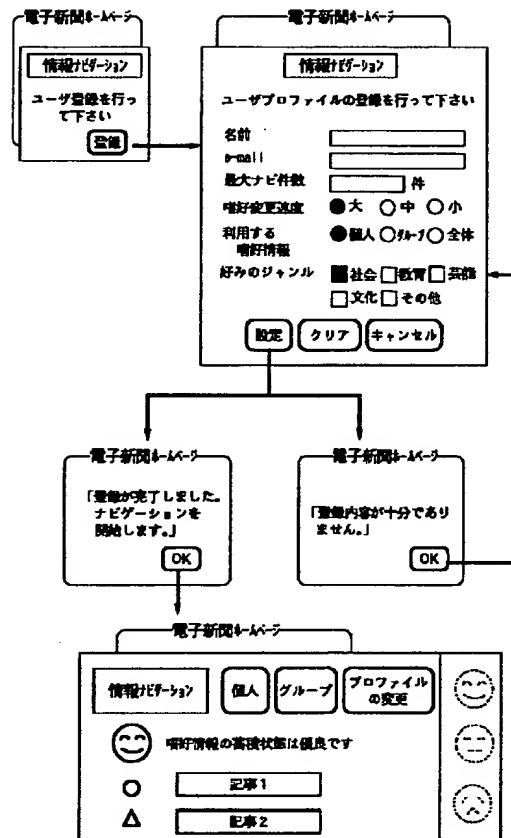 電子新聞ホームページ
情報ナビゲーション
ユーザ登録を行っ
て下さい
登録
電子新聞ホームページ
情報ナビゲーション
ユーザプロファイルの登録を行って下さい
名前
e-mail
最大ナビ件数 件
嗜好変更速度 大 中 小
利用する 個人 グループ 全体
嗜好情報
好みのジャンル 社会 教育 芸能
文化 その他
設定 クリア キャンセル
電子新聞ホームページ
「登録が完了しました。
ナビゲーションを
開始します。」
OK
電子新聞ホームページ
「登録内容が十分であり
ません。」
OK
電子新聞ホームページ
情報ナビゲーション 個人 グループ プロファイル
の変更
嗜好情報の蓄積状態は優良です
記事1
記事2